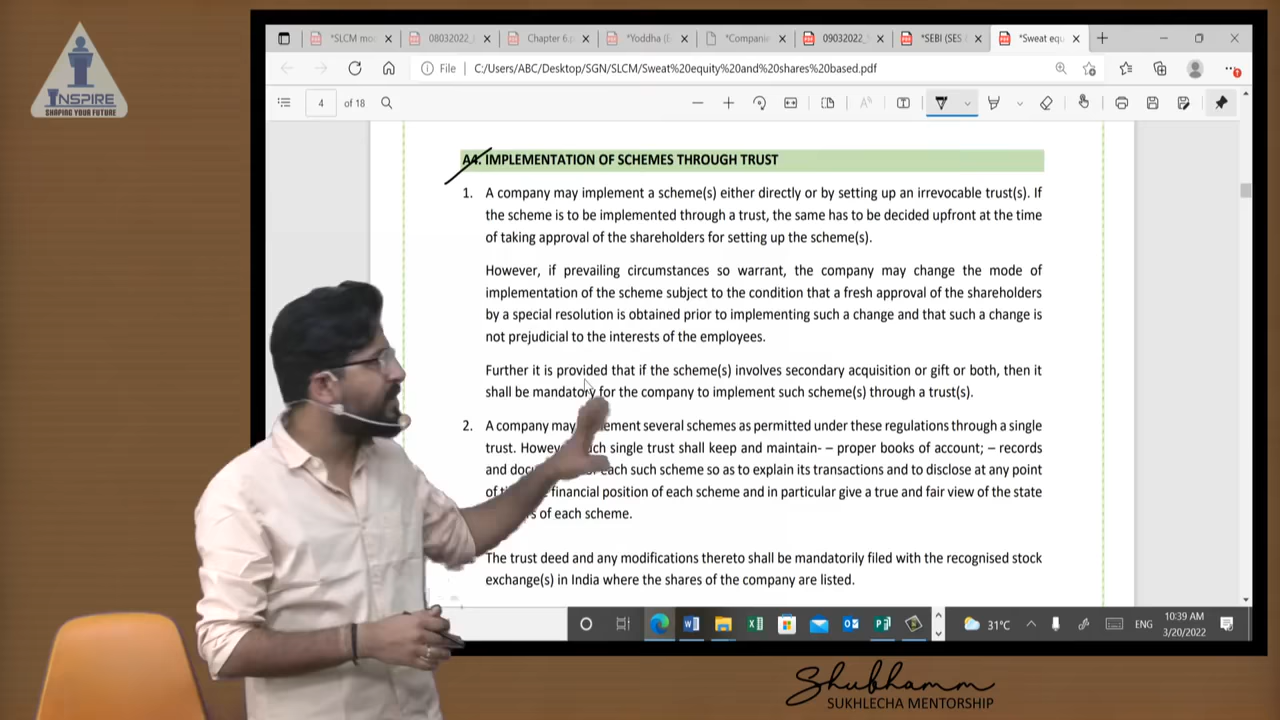 INSPIRE
SHAPING YOUR FUTURE
*SLCM mo
08032022_
Chapter 6.p
*Yoddha (E
*Companie
09032022_
*SEBI (SES
*Sweat equ
File C:/Users/ABC/Desktop/SGN/SLCM/Sweat%20equity%20and%20shares%20based.pdf
4 of 18
A4. IMPLEMENTATION OF SCHEMES THROUGH TRUST
1. A company may implement a scheme(s) either directly or by setting up an irrevocable trust(s). If
the scheme is to be implemented through a trust, the same has to be decided upfront at the time
of taking approval of the shareholders for setting up the scheme(s).
However, if prevailing circumstances so warrant, the company may change the mode of
implementation of the scheme subject to the condition that a fresh approval of the shareholders
by a special resolution is obtained prior to implementing such a change and that such a change is
not prejudicial to the interests of the employees.
Further it is provided that if the scheme(s) involves secondary acquisition or gift or both, then it
shall be mandatory for the company to implement such scheme(s) through a trust(s).
2. A company may several schemes as permitted under these regulations through a single
trust. single trust shall keep and maintain- – proper books of account; – records
and each such scheme so as to explain its transactions and to disclose at any point
of financial position of each scheme and in particular give a true and fair view of the state
of each scheme.
The trust deed and any modifications thereto shall be mandatorily filed with the recognised stock
exchange(s) in India where the shares of the company are listed.
31°C ENG 10:39 AM
3/20/2022
Shubhamm
SUKHLECHA MENTORSHIP